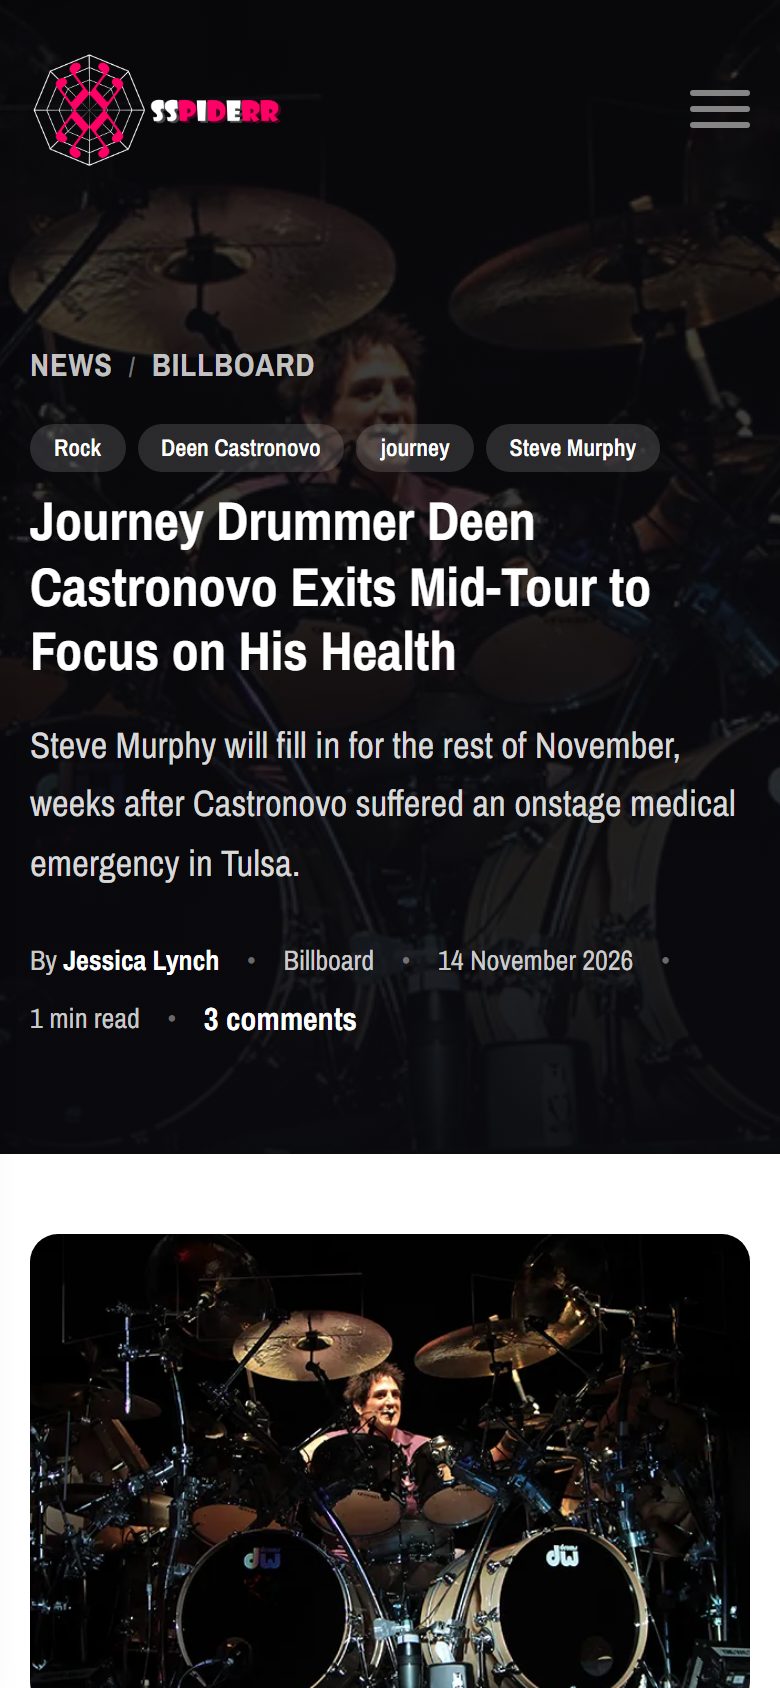 SSPIDERR
NEWS / BILLBOARD
Rock Deen Castronovo journey Steve Murphy
Journey Drummer Deen
Castronovo Exits Mid-Tour to
Focus on His Health
Steve Murphy will fill in for the rest of November,
weeks after Castronovo suffered an onstage medical
emergency in Tulsa.
By Jessica Lynch • Billboard • 14 November 2026 •
1 min read • 3 comments
dw dw